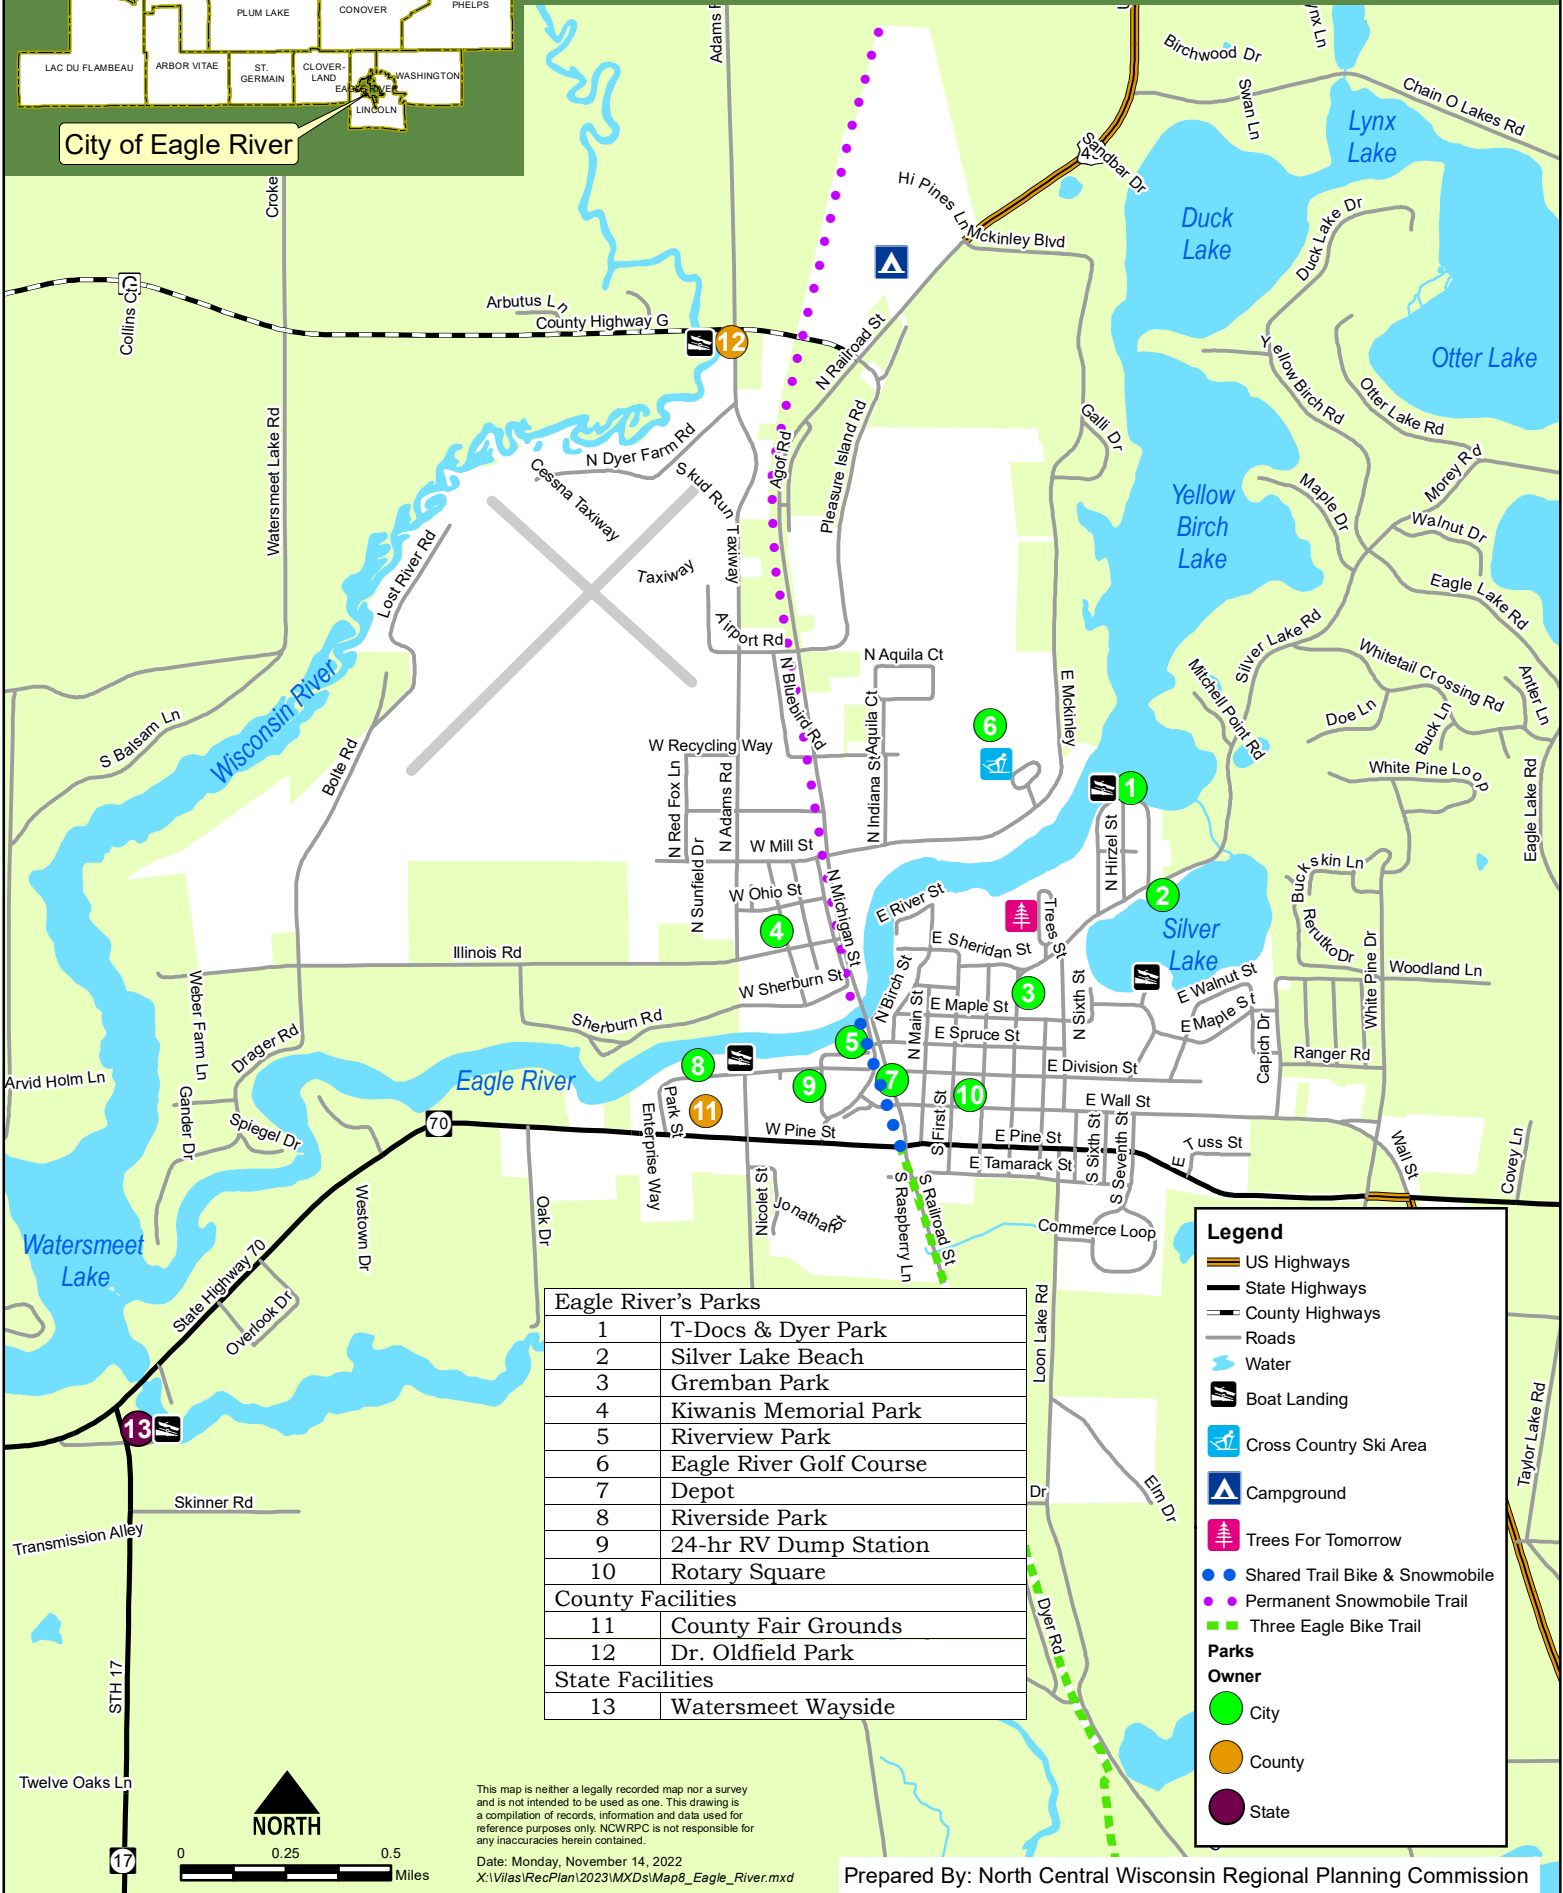 PLUM LAKE
CONOVER
PHELPS
LAC DU FLAMBEAU
ARBOR VITAE
ST.
GERMAIN
CLOVER-
LAND
WASHINGTON
EAGLE RIVER
LINCOLN
City of Eagle River
Birchwood Dr
Swan Ln
Chain O Lakes Rd
Sandbar Dr
Lynx
Lake
Duck
Lake
Duck Lake Dr
Hi Pines Ln
Mckinley Blvd
Collins Ct
Arbutus Ln
County Highway G
12
N Railroad St
Otter Lake
Yellow Birch Rd
Otter Lake Rd
Morey Rd
Galli Dr
Watersmeet Lake Rd
N Dyer Farm Rd
Cessna Taxiway
Skud Run Taxiway
Taxiway
Agof Rd
Pleasure Island Rd
Yellow
Birch
Lake
Maple Dr
Walnut Dr
Eagle Lake Rd
Lost River Rd
Airport Rd
N Aquila Ct
Silver Lake Rd
Whitetail Crossing Rd
Mitchell Point Rd
Antler Ln
Doe Ln
Buck Ln
Wisconsin River
S Balsam Ln
Bolte Rd
N Bluebird Rd
W Recycling Way
Aquila Ct
E Mckinley
6
White Pine Loop
Eagle Lake Rd
1
N Red Fox Ln
N Adams Rd
N Indiana St
W Mill St
N Hirzel St
N Sunfield Dr
W Ohio St
N Michigan St
E River St
2
Buckskin Ln
RerutkoDr
4
Trees St
E Sheridan St
Silver
Lake
Illinois Rd
White Pine Dr
Woodland Ln
W Sherburn St
3
N Birch St
N Main St
E Maple St
N Sixth St
E Walnut St
E Maple St
Weber Farm Ln
Drager Rd
Sherburn Rd
5
E Spruce St
Capich Dr
Ranger Rd
Arvid Holm Ln
Eagle River
8
E Division St
9
7
10
Gander Dr
Spiegel Dr
70
Park St
11
Enterprise Way
W Pine St
S First St
E Wall St
E Pine St
E Tamarack St
S Sixth St
S Seventh St
E Tuss St
Wall St
Covey Ln
Westown Dr
Oak Dr
Nicolet St
Jonathan St
S Raspberry Ln
S Railroad St
Commerce Loop
Watersmeet
Lake
State Highway 70
Overlook Dr
Loon Lake Rd
Legend
US Highways
State Highways
County Highways
Roads
Water
Boat Landing
Cross Country Ski Area
Campground
Trees For Tomorrow
Shared Trail Bike & Snowmobile
Permanent Snowmobile Trail
Three Eagle Bike Trail
Parks
Owner
City
County
State
Eagle River's Parks
1 T-Docs & Dyer Park
2 Silver Lake Beach
3 Gremban Park
4 Kiwanis Memorial Park
5 Riverview Park
6 Eagle River Golf Course
7 Depot
8 Riverside Park
9 24-hr RV Dump Station
10 Rotary Square
County Facilities
11 County Fair Grounds
12 Dr. Oldfield Park
State Facilities
13 Watersmeet Wayside
13
Skinner Rd
Transmission Alley
STH 17
Twelve Oaks Ln
17
Dr
Elm Dr
Dyer Rd
Taylor Lake Rd
NORTH
0 0.25 0.5
Miles
This map is neither a legally recorded map nor a survey
and is not intended to be used as one. This drawing is
a compilation of records, information and data used for
reference purposes only. NCWRPC is not responsible for
any inaccuracies herein contained.
Date: Monday, November 14, 2022
X:\Vilas\RecPlan\2023\MXDs\Map8_Eagle_River.mxd
Prepared By: North Central Wisconsin Regional Planning Commission